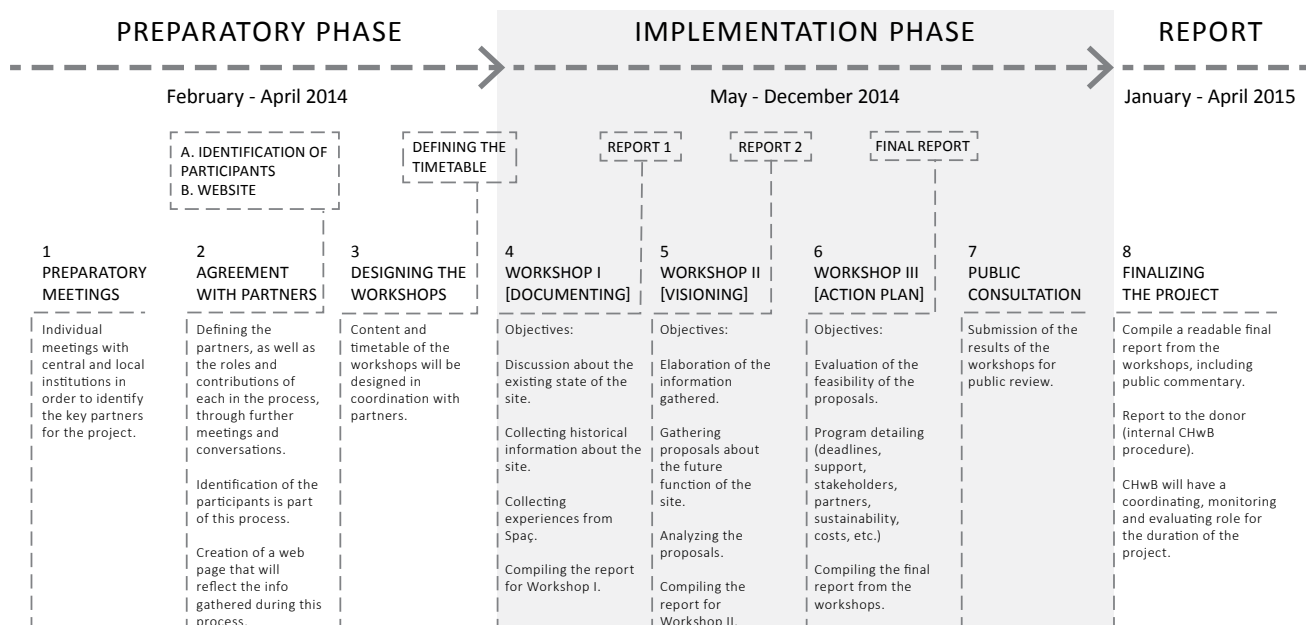 PREPARATORY PHASE
IMPLEMENTATION PHASE
REPORT
February - April 2014
May - December 2014
January - April 2015
A. IDENTIFICATION OF
PARTICIPANTS
B. WEBSITE
DEFINING THE
TIMETABLE
REPORT 1
REPORT 2
FINAL REPORT
1
PREPARATORY
MEETINGS
Individual
meetings with
central and local
institutions in
order to identify
the key partners
for the project.
2
AGREEMENT
WITH PARTNERS
Defining the
partners, as well as
the roles and
contributions of
each in the process,
through further
meetings and
conversations.
Identification of the
participants is part
of this process.
Creation of a web
page that will
reflect the info
gathered during this
process.
3
DESIGNING THE
WORKSHOPS
Content and
timetable of the
workshops will be
designed in
coordination with
partners.
4
WORKSHOP I
[DOCUMENTING]
Objectives:
Discussion about the
existing state of the
site.
Collecting historical
information about the
site.
Collecting
experiences from
Spaç.
Compiling the report
for Workshop I.
5
WORKSHOP II
[VISIONING]
Objectives:
Elaboration of the
information
gathered.
Gathering
proposals about
the future
function of the
site.
Analyzing the
proposals.
Compiling the
report for
Workshop II.
6
WORKSHOP III
[ACTION PLAN]
Objectives:
Evaluation of the
feasibility of the
proposals.
Program detailing
(deadlines,
support,
stakeholders,
partners,
sustainability,
costs, etc.)
Compiling the final
report from the
workshops.
7
PUBLIC
CONSULTATION
Submission of the
results of the
workshops for
public review.
8
FINALIZING
THE PROJECT
Compile a readable final
report from the
workshops, including
public commentary.
Report to the donor
(internal CHwB
procedure).
CHwB will have a
coordinating, monitoring
and evaluating role for
the duration of the
project.